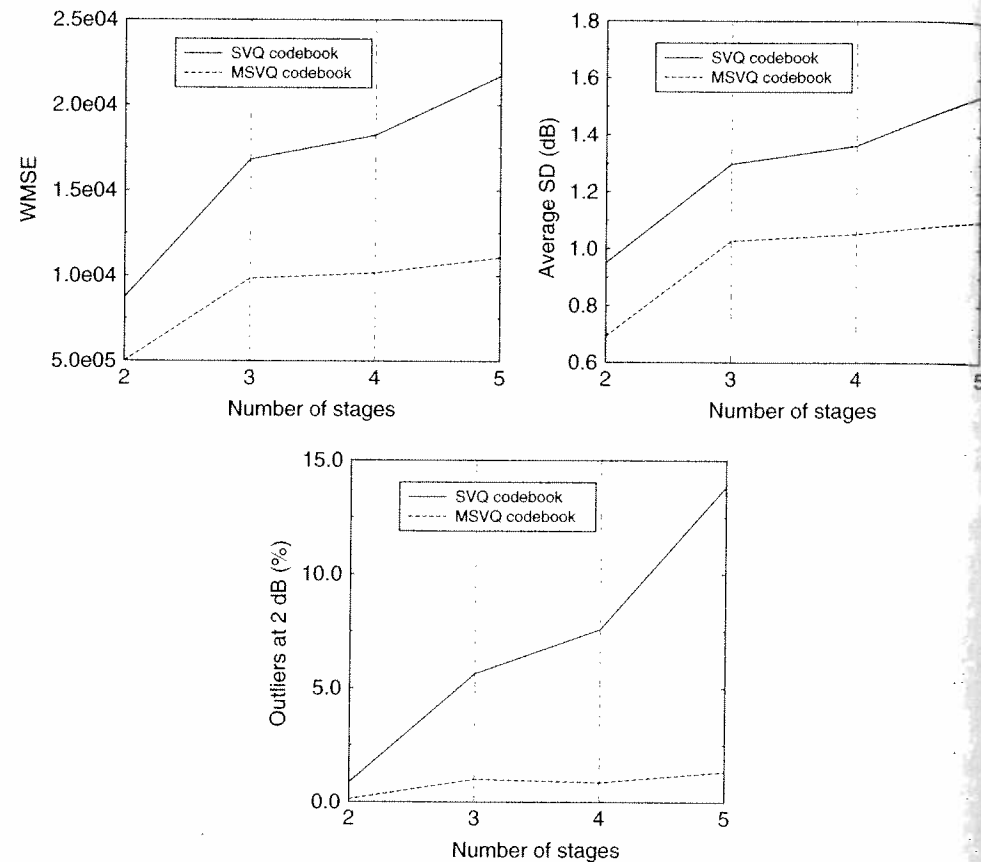 2.5e04
2.0e04
1.5e04
1.0e04
5.0e05
WMSE
SVQ codebook
MSVQ codebook
2 3 4 5
Number of stages
1.8
1.6
1.4
1.2
1.0
0.8
0.6
Average SD (dB)
SVQ codebook
MSVQ codebook
2 3 4 5
Number of stages
15.0
10.0
5.0
0.0
Outliers at 2 dB (%)
SVQ codebook
MSVQ codebook
2 3 4 5
Number of stages